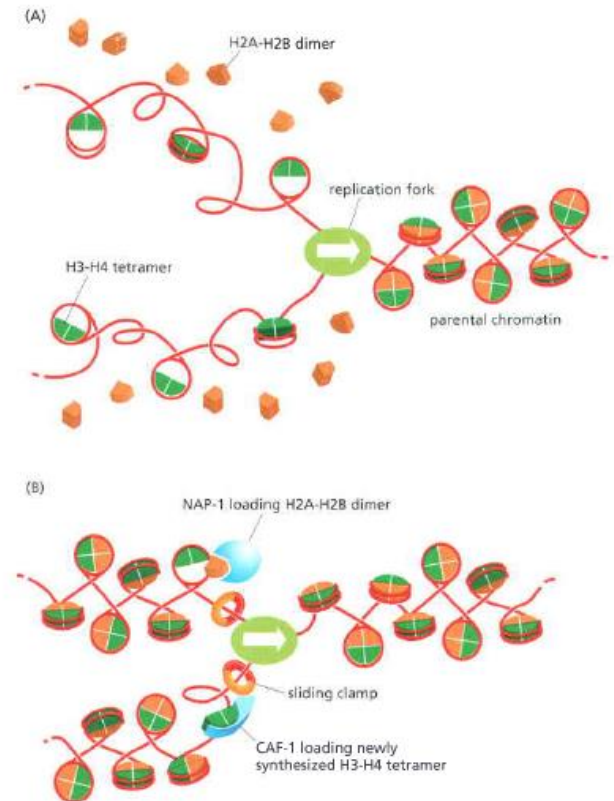 (A)
H2A-H2B dimer
replication fork
H3-H4 tetramer
parental chromatin
(B)
NAP-1 loading H2A-H2B dimer
sliding clamp
CAF-1 loading newly
synthesized H3-H4 tetramer